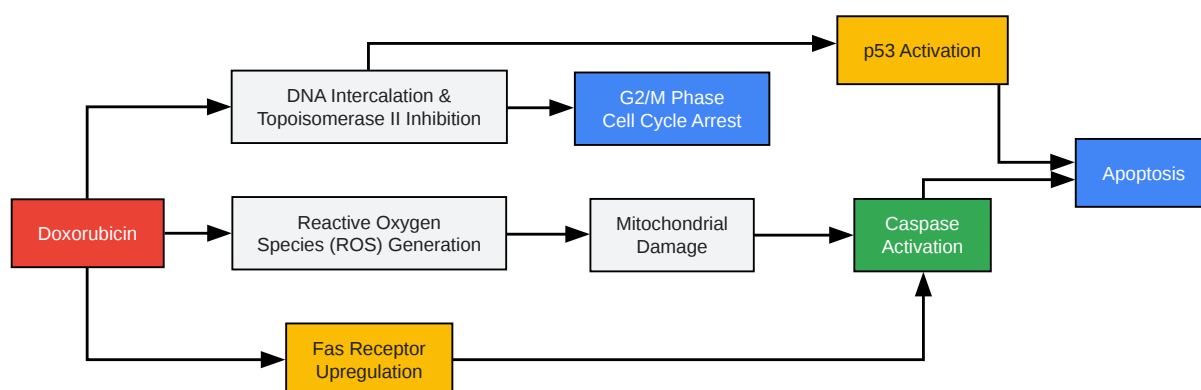 p53 Activation
DNA Intercalation &
Topoisomerase II Inhibition
G2/M Phase
Cell Cycle Arrest
Apoptosis
Doxorubicin
Reactive Oxygen
Species (ROS) Generation
Mitochondrial
Damage
Caspase
Activation
Fas Receptor
Upregulation